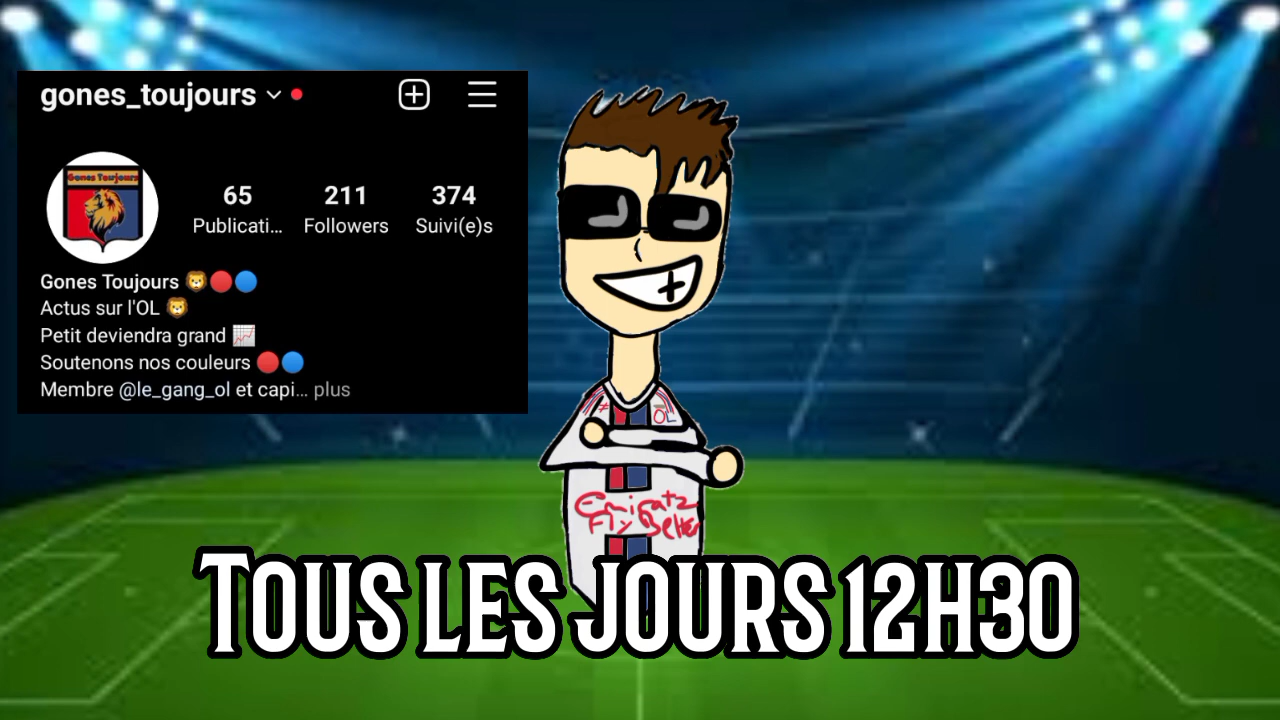 gones_toujours
Gones Toujours
65 211 374
Publicati... Followers Suivi(e)s
Gones Toujours 🦁🔴🔵
Actus sur l'OL 🦁
Petit deviendra grand 📈
Soutenons nos couleurs 🔴🔵
Membre @le_gang_ol et capi... plus
OL
Emirates
Fly Better
TOUS LES JOURS 12H30